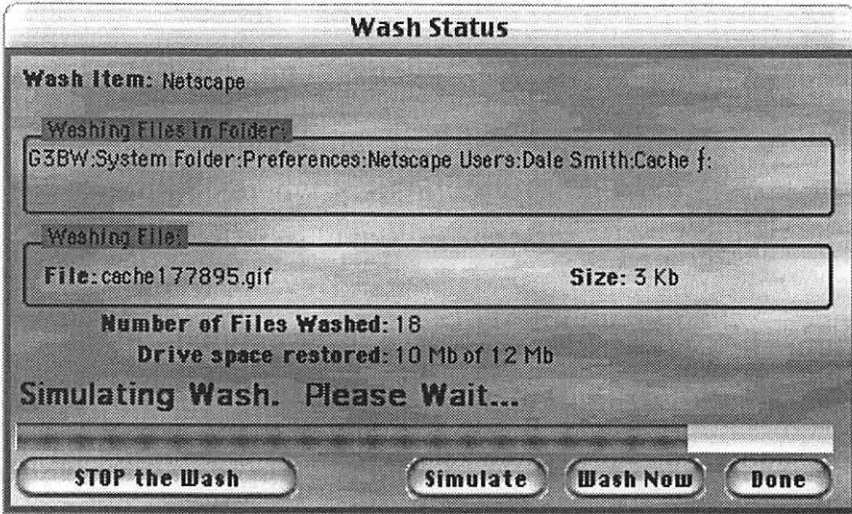 Wash Status
Wash Item: Netscape
Washing Files in Folder:
G3BW:System Folder:Preferences:Netscape Users:Dale Smith:Cache ƒ:
Washing File:
File: cache177895.gif Size: 3 Kb
Number of Files Washed: 18
Drive space restored: 10 Mb of 12 Mb
Simulating Wash. Please Wait...
STOP the Wash Simulate Wash Now Done